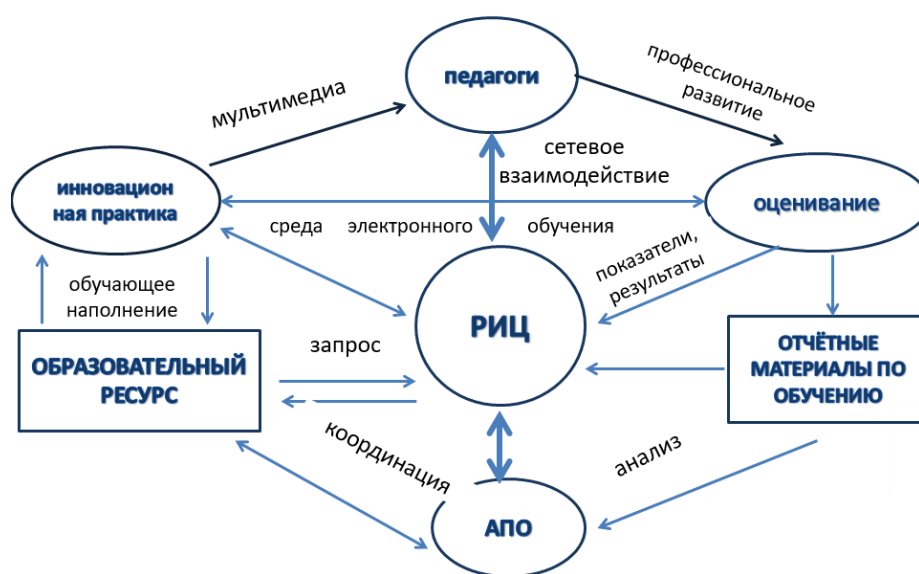 педагоги
профессиональное
развитие
мультимедиа
сетевое
взаимодействие
инновацион
ная практика
оценивание
среда электронного обучения
показатели,
результаты
обучающее
наполнение
РИЦ
ОБРАЗОВАТЕЛЬНЫЙ
РЕСУРС
запрос
ОТЧЁТНЫЕ
МАТЕРИАЛЫ ПО
ОБУЧЕНИЮ
координация
анализ
АПО